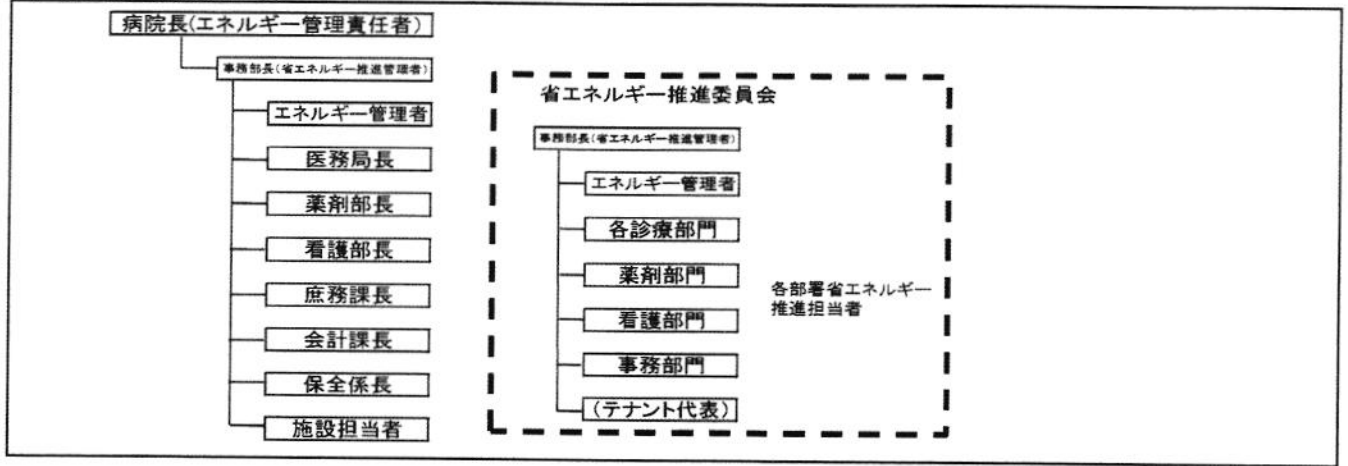 病院長(エネルギー管理責任者)
事務部長(省エネルギー推進管理者)
エネルギー管理者
医務局長
薬剤部長
看護部長
庶務課長
会計課長
保全係長
施設担当者
省エネルギー推進委員会
事務部長(省エネルギー推進管理者)
エネルギー管理者
各診療部門
薬剤部門
看護部門
事務部門
(テナント代表)
各部署省エネルギー
推進担当者